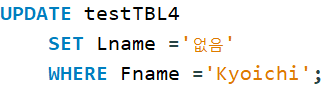 UPDATE testTBL4
SET Lname ='없음'
WHERE Fname ='Kyoichi';